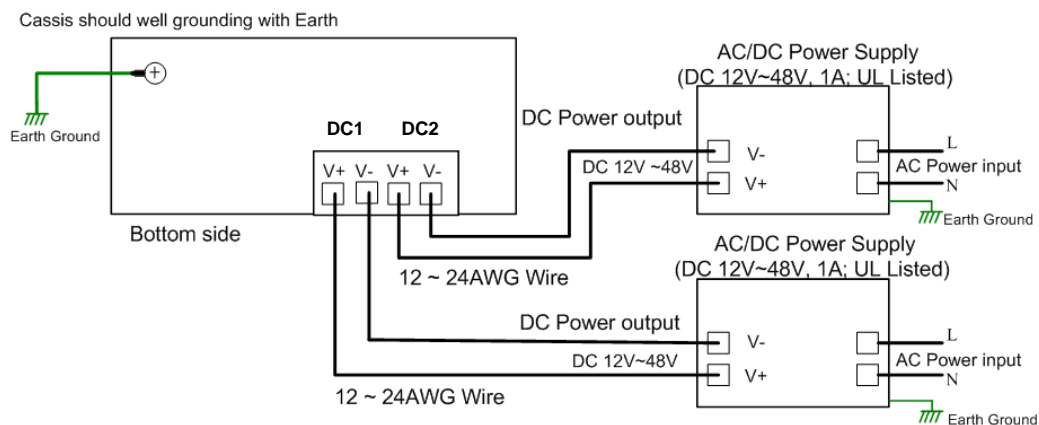 Cassis should well grounding with Earth
Earth Ground
DC1 DC2
V+ V- V+ V-
Bottom side
AC/DC Power Supply
(DC 12V~48V, 1A; UL Listed)
DC Power output
DC 12V ~48V
V-
V+
L
AC Power input
N
Earth Ground
12 ~ 24AWG Wire
AC/DC Power Supply
(DC 12V~48V, 1A; UL Listed)
DC Power output
DC 12V~48V
V-
V+
L
AC Power input
N
Earth Ground
12 ~ 24AWG Wire